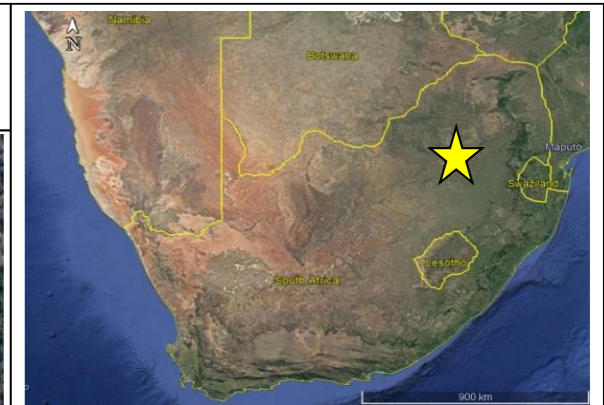 Namibia
N
Botswana
Maputo
Swaziland
Lesotho
South Africa
900 km